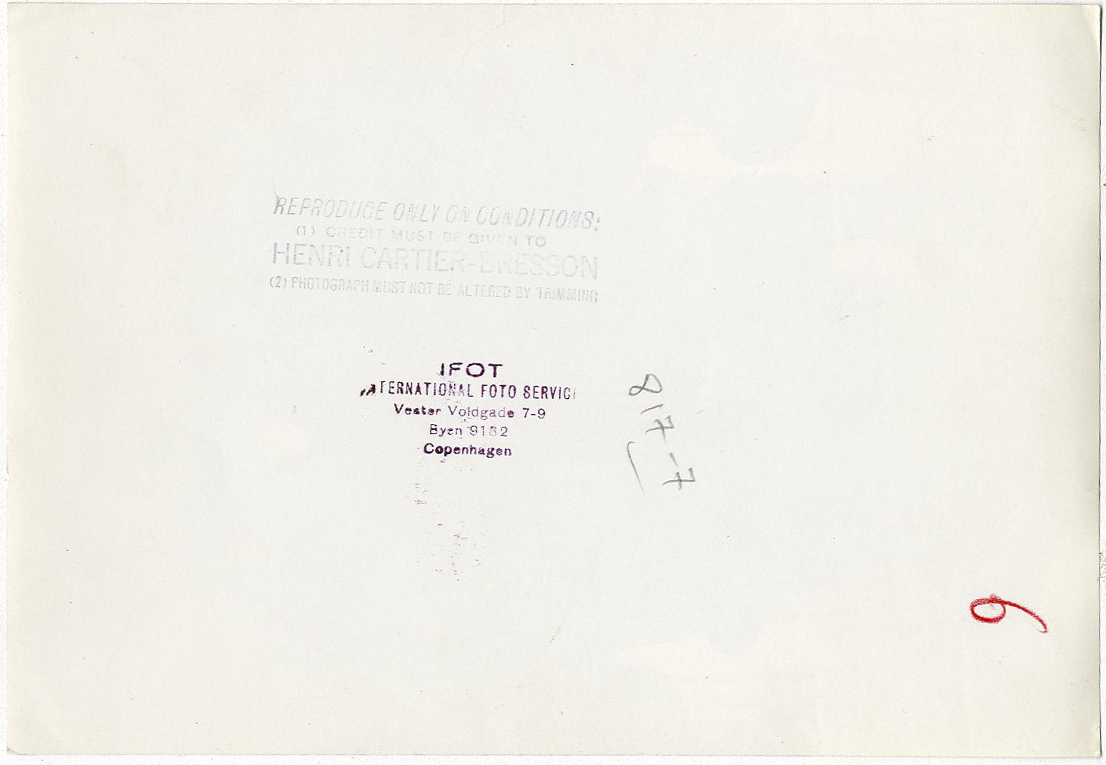 REPRODUCE ONLY ON CONDITIONS:
(1) CREDIT MUST BE GIVEN TO
HENRI CARTIER-BRESSON
(2) PHOTOGRAPH MUST NOT BE ALTERED BY TRIMMING
IFOT
TERNATIONAL FOTO SERVIC
Vester Voldgade 7-9
Byen 9182
Copenhagen
817-7
9